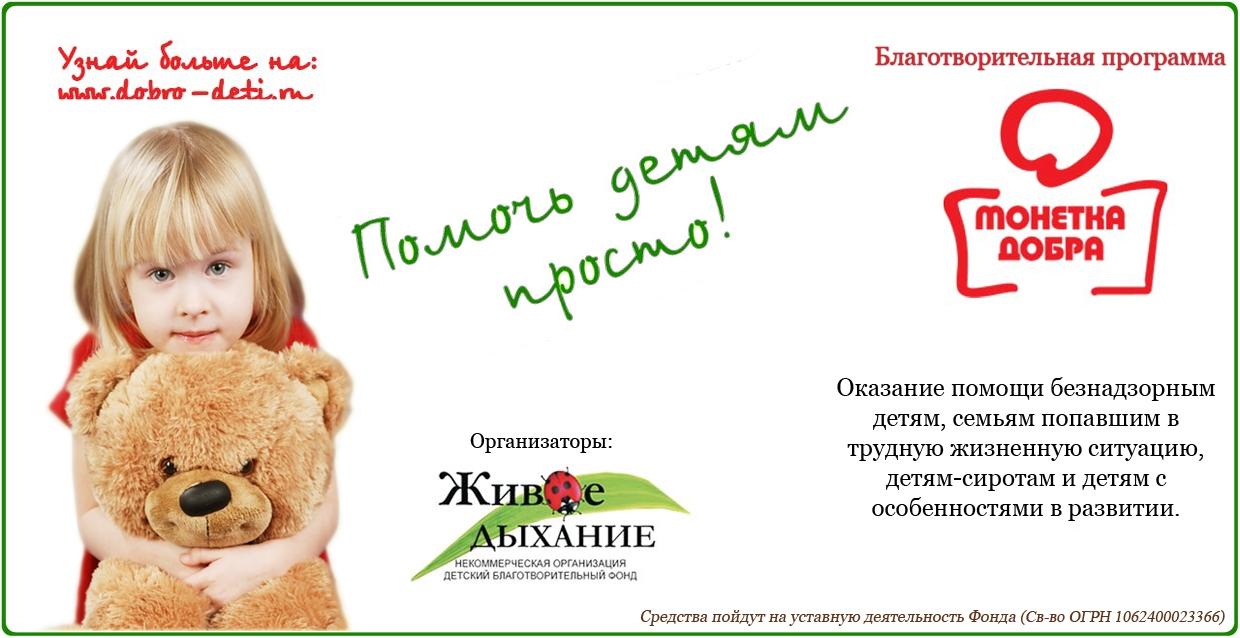 Узнай больше на:
www.dobro-deti.ru
Помочь детям
просто!
Благотворительная программа
МОНЕТКА
ДОБРА
Оказание помощи безнадзорным
детям, семьям попавшим в
трудную жизненную ситуацию,
детям-сиротам и детям с
особенностями в развитии.
Организаторы:
Живое
ДЫХАНИЕ
НЕКОММЕРЧЕСКАЯ ОРГАНИЗАЦИЯ
ДЕТСКИЙ БЛАГОТВОРИТЕЛЬНЫЙ ФОНД
Средства пойдут на уставную деятельность Фонда (Св-во ОГРН 1062400023366)